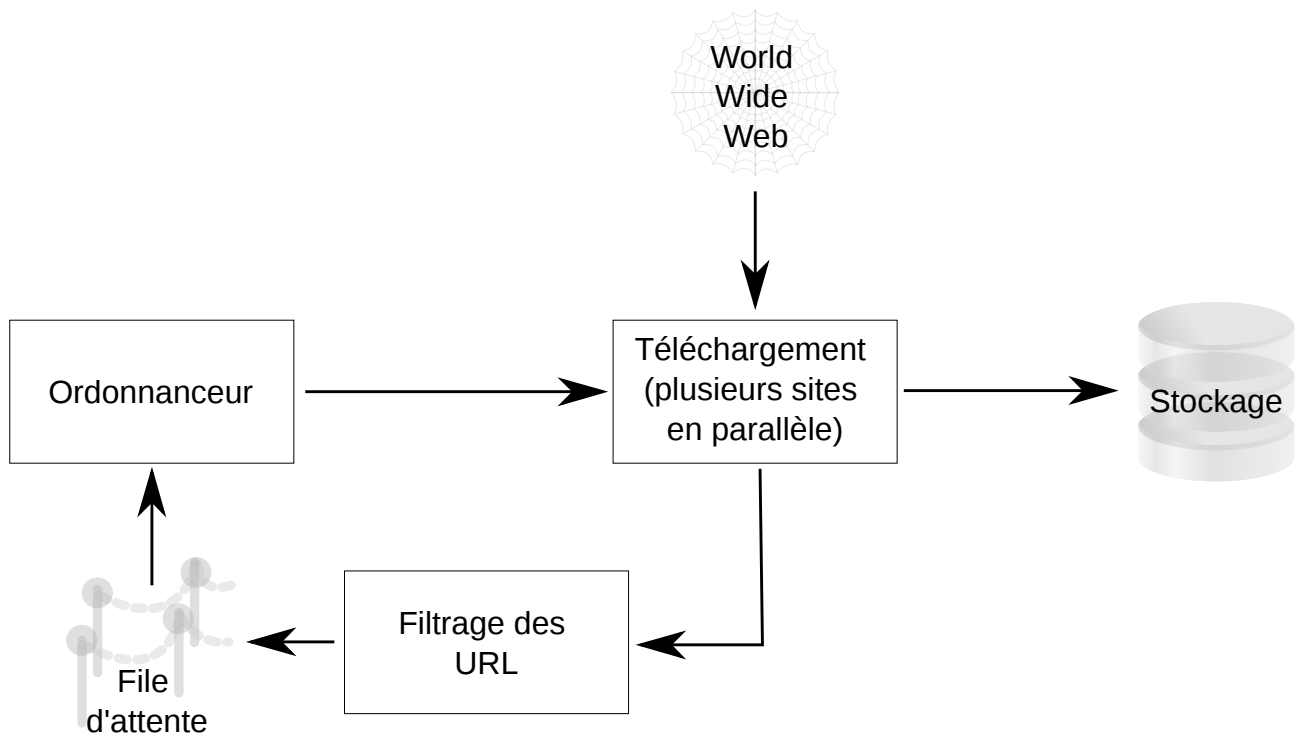 World
Wide
Web
Ordonnanceur
Téléchargement
(plusieurs sites
en parallèle)
Stockage
Filtrage des
URL
File
d'attente